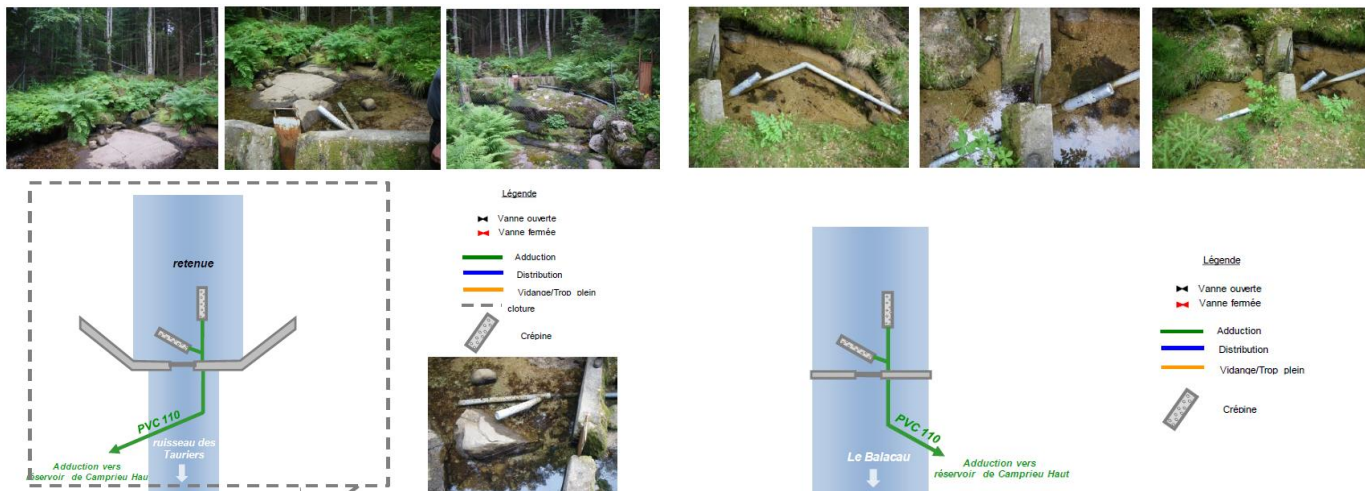 retenue
PVC 110
ruisseau des
Tauriers
Adduction vers
réservoir de Camprieu Hau
Légende
Vanne ouverte
Vanne fermée
Adduction
Distribution
Vidange/Trop plein
cloture
Crépine
PVC 110
Le Balacau
Adduction vers
réservoir de Camprieu Haut
Légende
Vanne ouverte
Vanne fermée
Adduction
Distribution
Vidange/Trop plein
Crépine